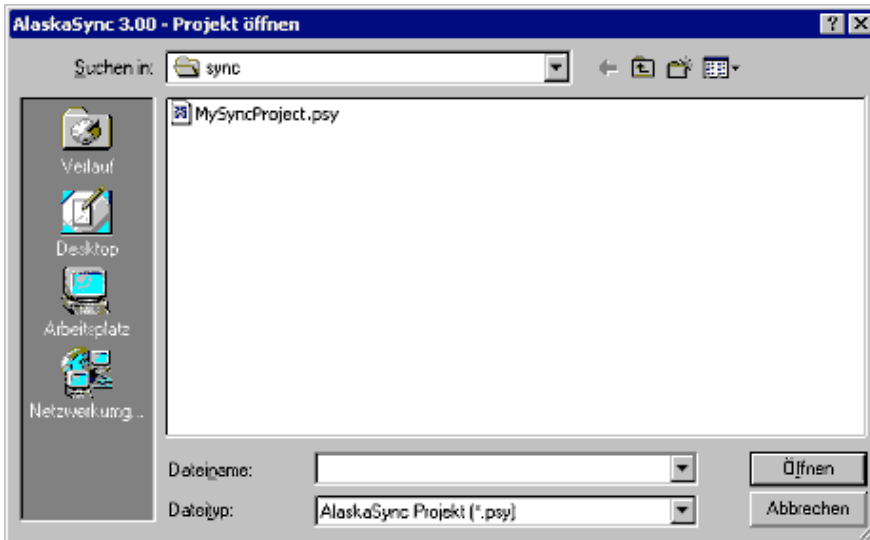 AlaskaSync 3.00 - Projekt öffnen
Suchen in: sync
MySyncProject.psy
Verlauf
Desktop
Arbeitsplatz
Netzwerkumg...
Dateiname:
Öffnen
Dateityp: AlaskaSync Projekt (*.psy)
Abbrechen